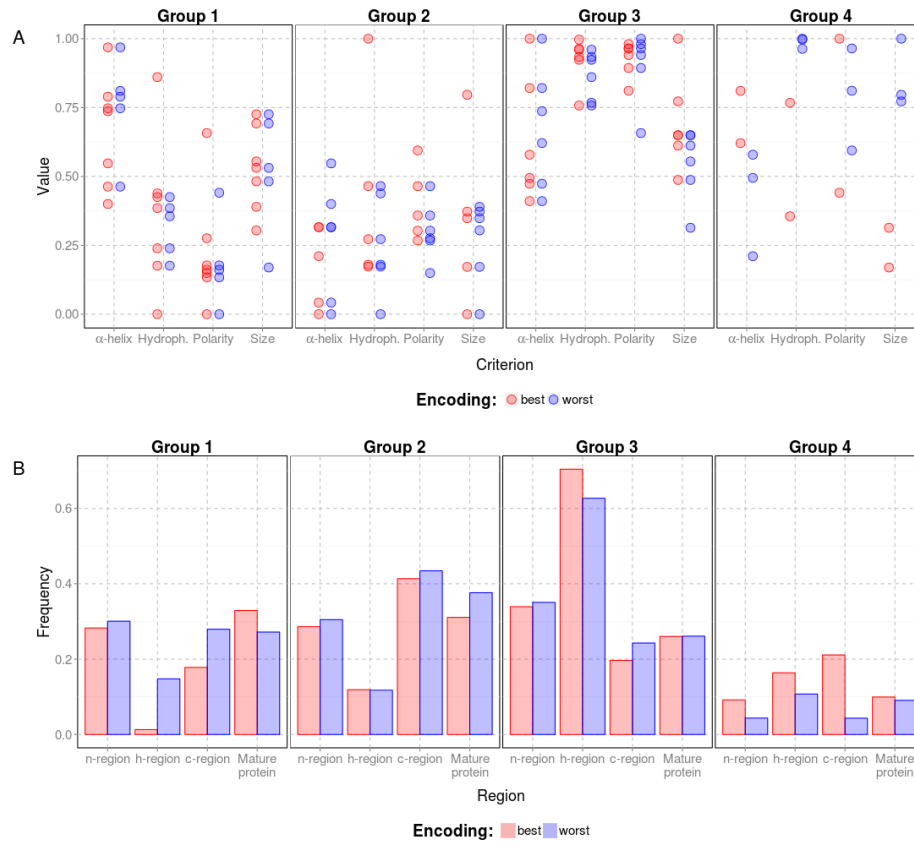 A
Group 1 Group 2 Group 3 Group 4
1.00
0.75
0.50
0.25
0.00
Value
α-helix Hydroph. Polarity Size α-helix Hydroph. Polarity Size α-helix Hydroph. Polarity Size α-helix Hydroph. Polarity Size
Criterion
Encoding: best worst
B
Group 1 Group 2 Group 3 Group 4
0.6
0.4
0.2
0.0
Frequency
n-region h-region c-region Mature protein n-region h-region c-region Mature protein n-region h-region c-region Mature protein n-region h-region c-region Mature protein
Region
Encoding: best worst